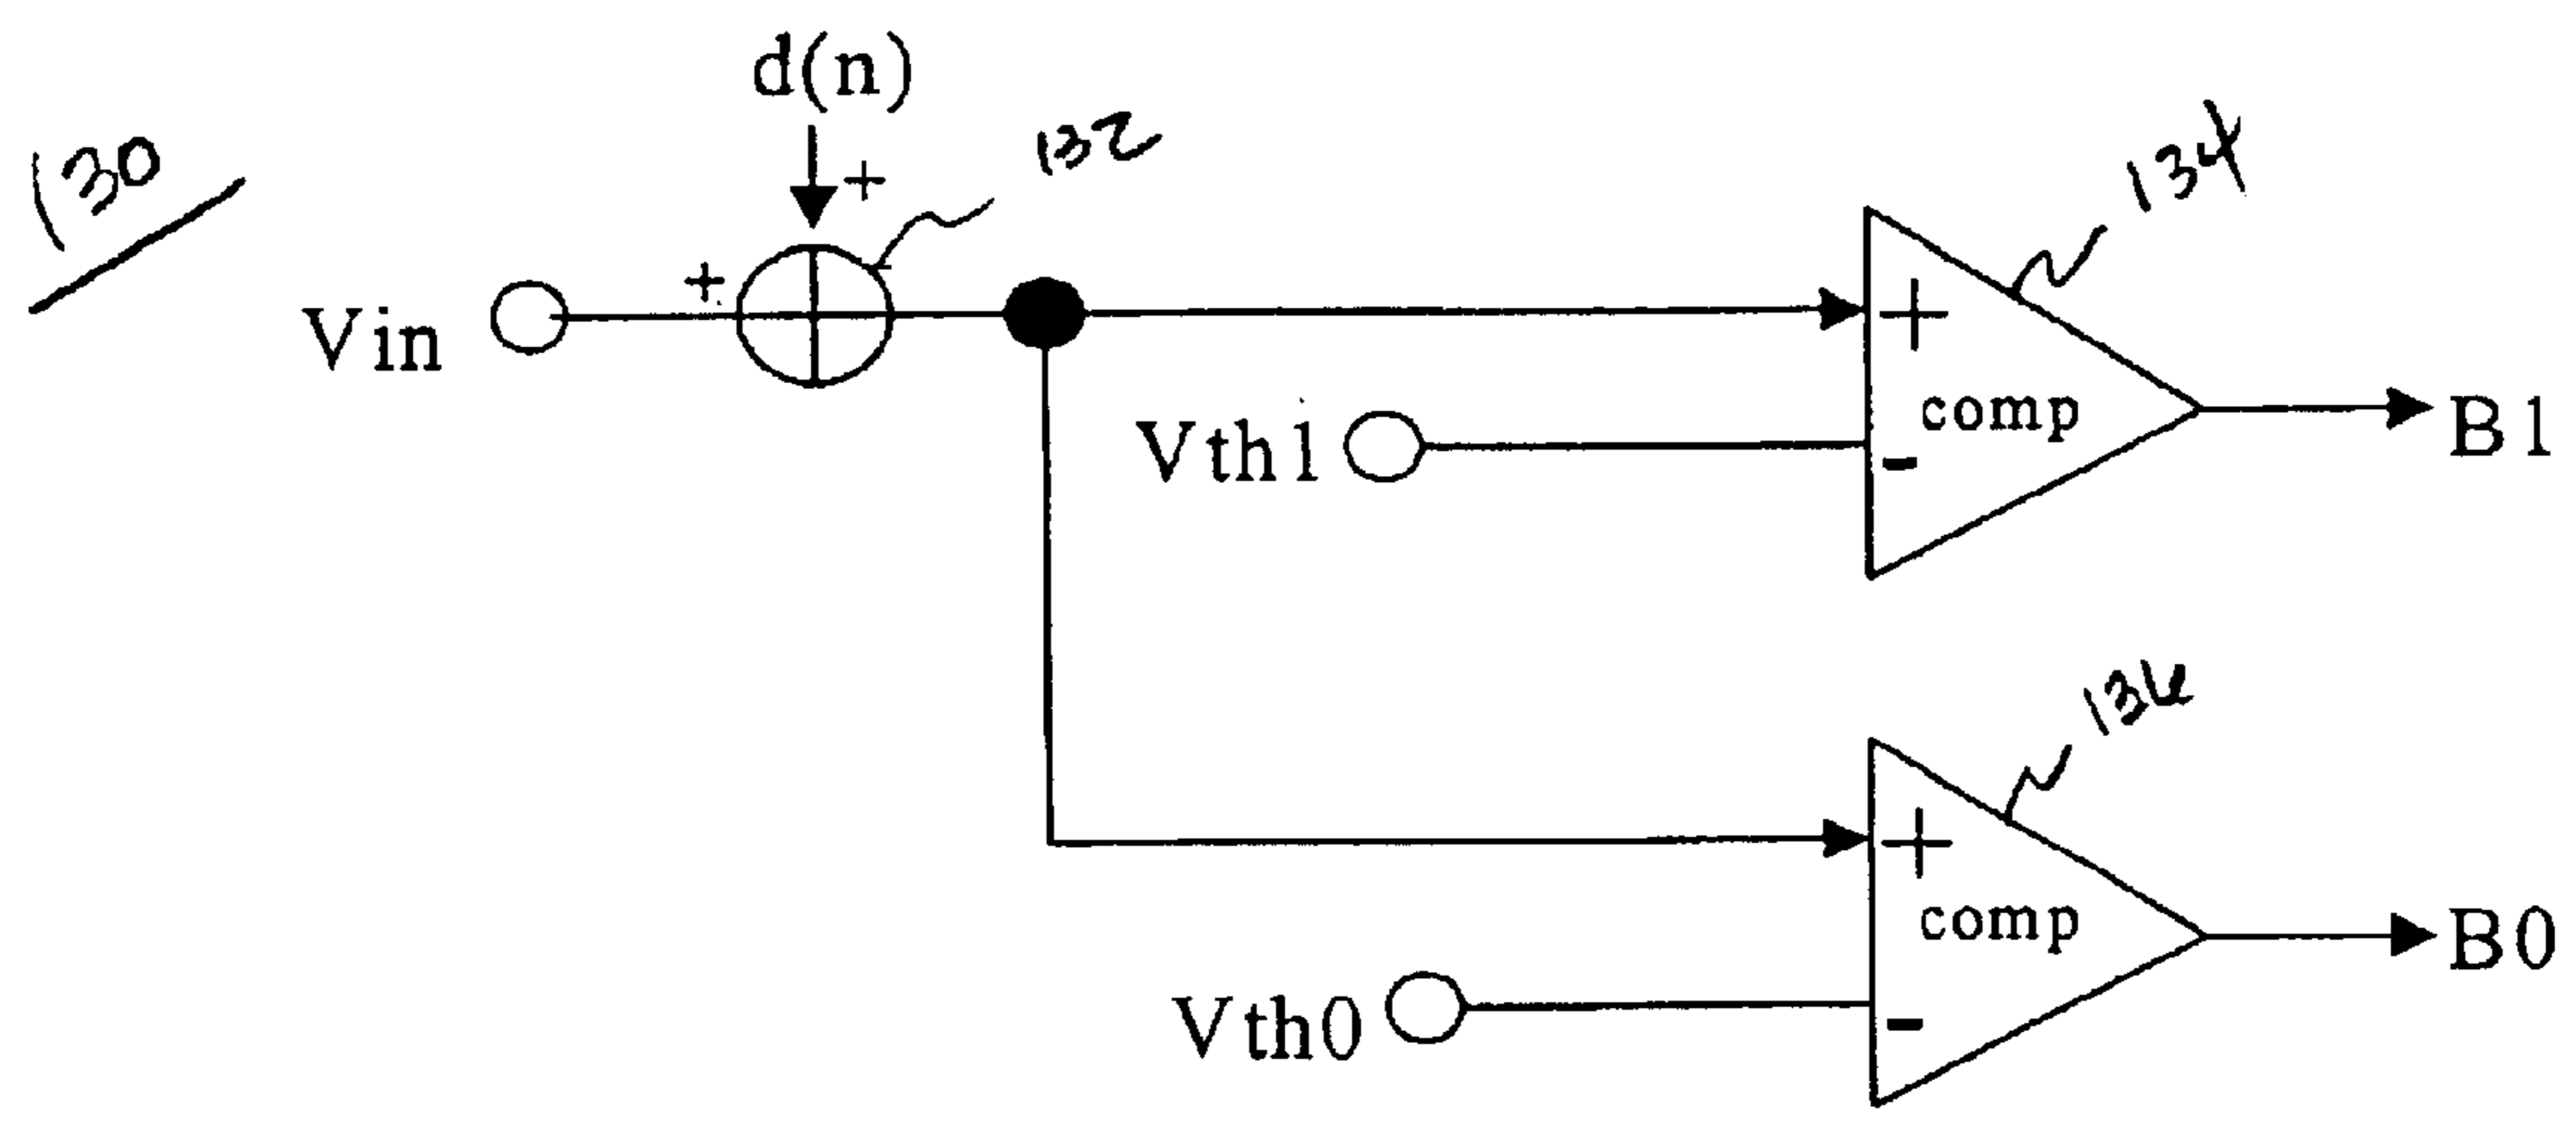 d(n)
132
130
134
+
+
Vin
+
comp
Vth1
-
B1
136
+
comp
B0
Vth0
-